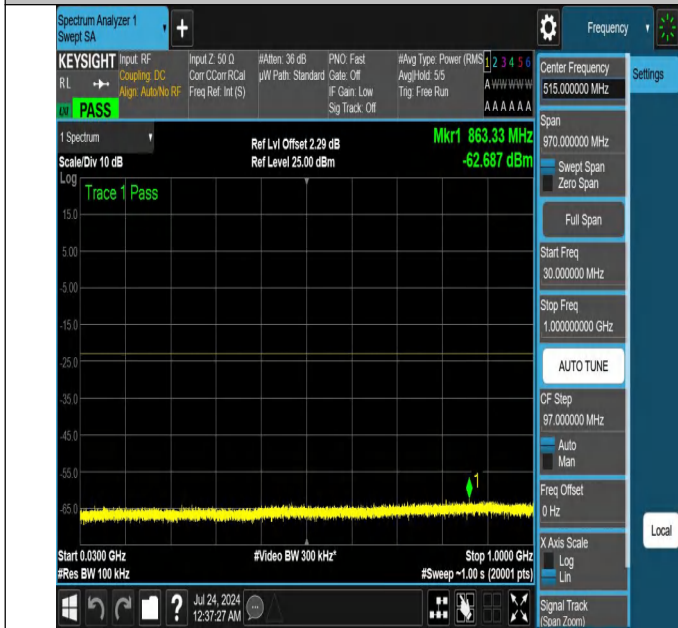 Spectrum Analyzer 1
Swept SA
Frequency
KEYSIGHT
RL
PASS
Input: RF
Coupling: DC
Align: Auto/No RF
Input Z: 50 Ω
Corr CCorr RCal
Freq Ref: Int (S)
#Atten: 36 dB
µW Path: Standard
PNO: Fast
Gate: Off
IF Gain: Low
Sig Track: Off
#Avg Type: Power (RMS
Avg|Hold: 5/5
Trig: Free Run
1 2 3 4 5 6
A W W W W W
A A A A A A
Center Frequency
515.000000 MHz
Settings
1 Spectrum
Scale/Div 10 dB
Log
Ref Lvl Offset 2.29 dB
Ref Level 25.00 dBm
Mkr1 863.33 MHz
-62.687 dBm
Trace 1 Pass
15.0
5.00
-5.00
-15.0
-25.0
-35.0
-45.0
-55.0
-65.0
1
Start 0.0300 GHz
#Res BW 100 kHz
#Video BW 300 kHz*
Stop 1.0000 GHz
#Sweep ~1.00 s (20001 pts)
Span
970.000000 MHz
Swept Span
Zero Span
Full Span
Start Freq
30.000000 MHz
Stop Freq
1.000000000 GHz
AUTO TUNE
CF Step
97.000000 MHz
Auto
Man
Freq Offset
0 Hz
X Axis Scale
Log
Lin
Local
Signal Track
(Span Zoom)
?
Jul 24, 2024
12:37:27 AM